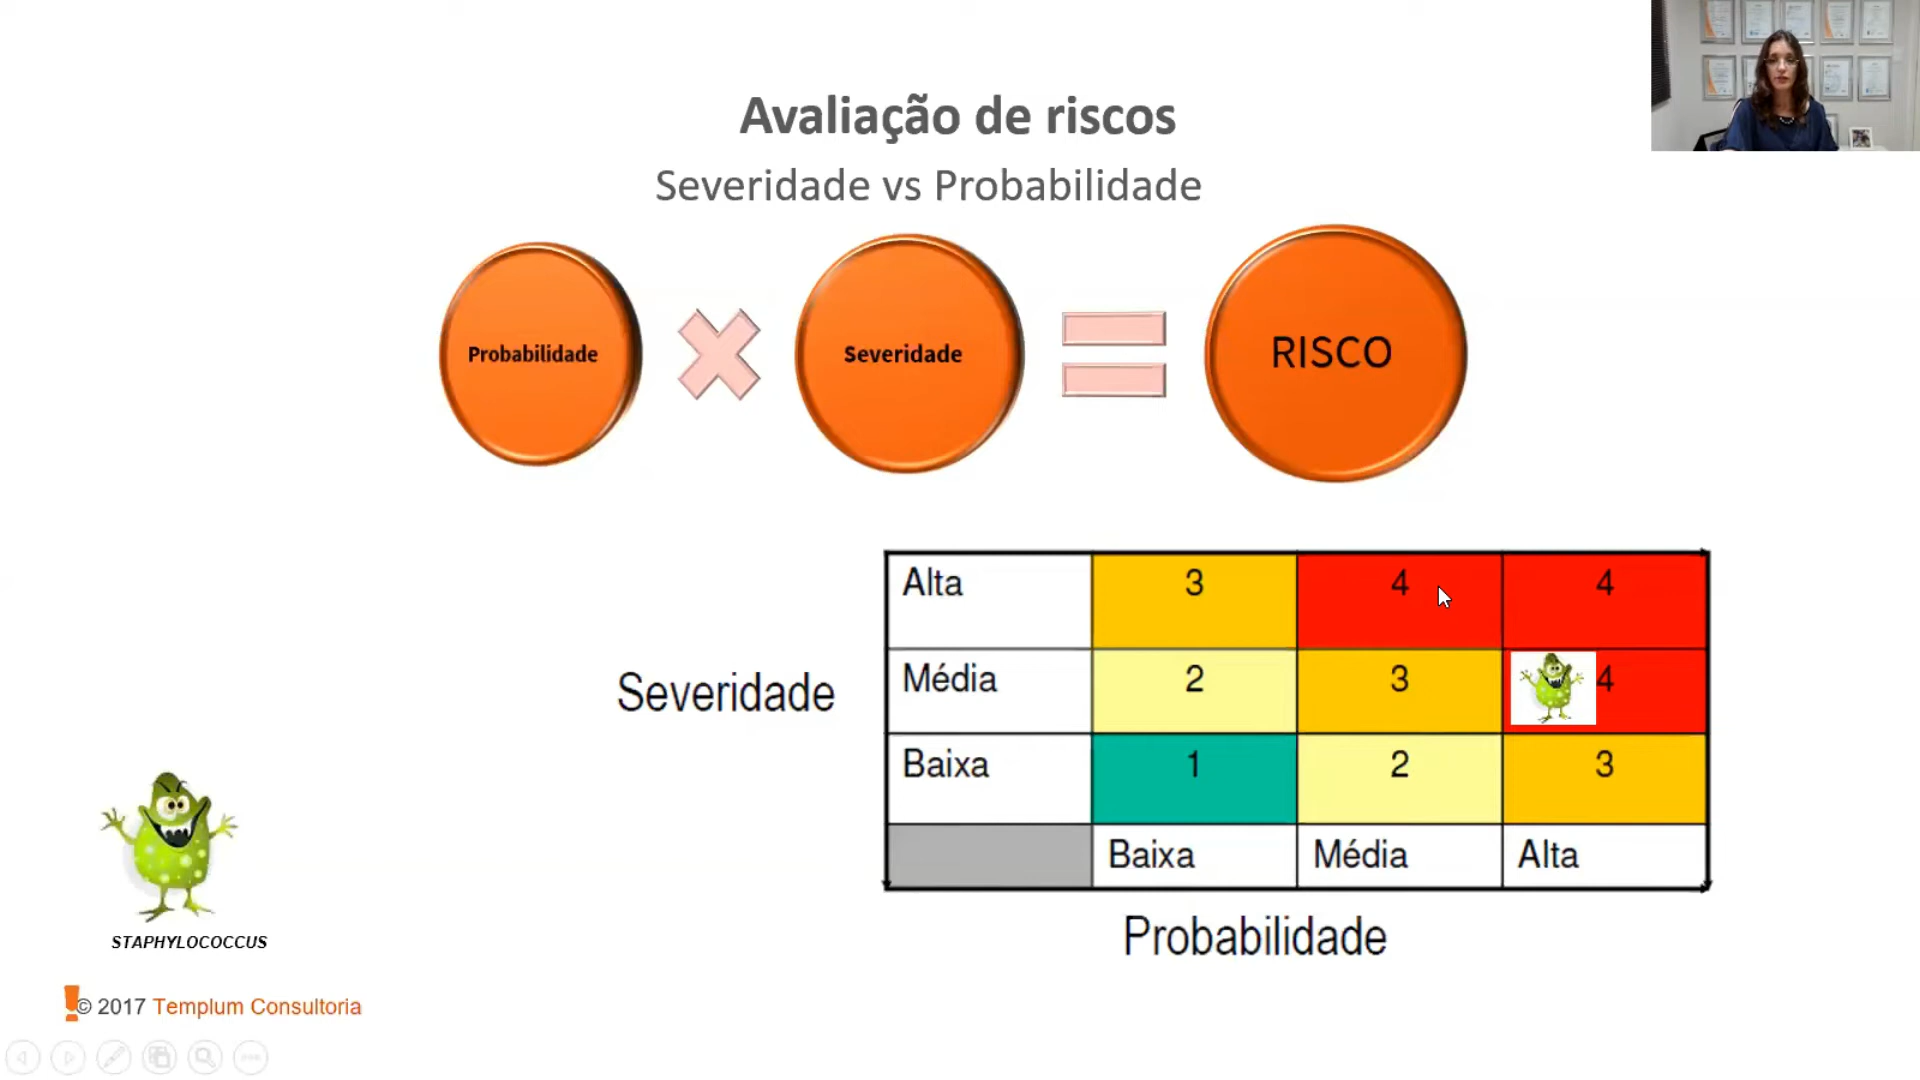 Avaliação de riscos
Severidade vs Probabilidade
Probabilidade
Severidade
RISCO
Alta 3 4 4
Severidade
Média 2 3 4
Baixa 1 2 3
Baixa Média Alta
Probabilidade
STAPHYLOCOCCUS
© 2017 Templum Consultoria